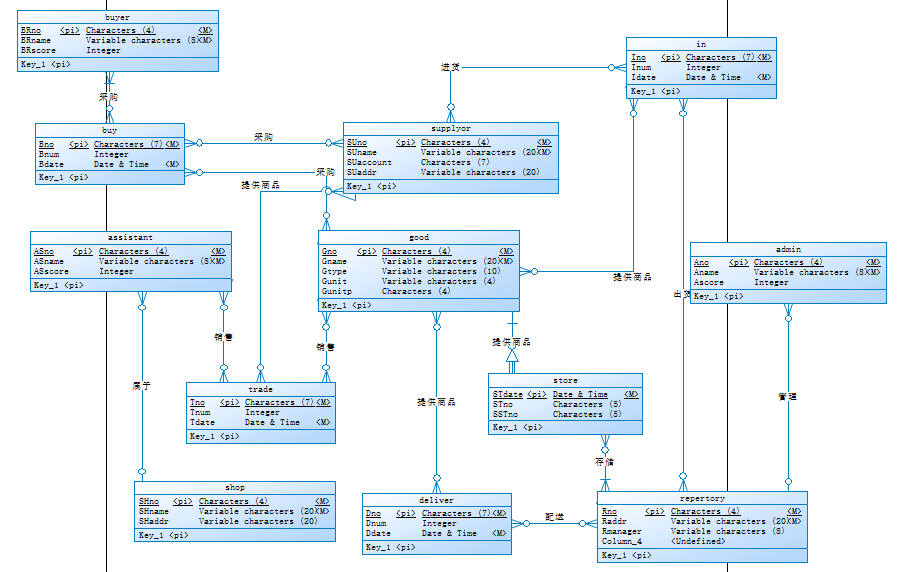 buyer
BRno <pi> Characters (4) <M>
BRname Variable characters (8)<M>
BRscore Integer
Key_1 <pi>
采购
in
Ino <pi> Characters (7)<M>
Inum Integer
Idate Date & Time <M>
Key_1 <pi>
进货
buy
Bno <pi> Characters (7)<M>
Bnum Integer
Bdate Date & Time <M>
Key_1 <pi>
采购
supplyor
SUno <pi> Characters (4) <M>
SUname Variable characters (20)<M>
SUaccount Characters (7)
SUaddr Variable characters (20)
Key_1 <pi>
采购
提供商品
assistant
ASno <pi> Characters (4) <M>
ASname Variable characters (8)<M>
ASscore Integer
Key_1 <pi>
good
Gno <pi> Characters (4) <M>
Gname Variable characters (20)<M>
Gtype Variable characters (10)
Gunit Variable characters (4)
Gunitp Characters (4)
Key_1 <pi>
提供商品
出货
admin
Ano <pi> Characters (4) <M>
Aname Variable characters (8)<M>
Ascore Integer
Key_1 <pi>
销售
销售
提供商品
属于
提供商品
管理
trade
Tno <pi> Characters (7)<M>
Tnum Integer
Tdate Date & Time <M>
Key_1 <pi>
store
STdate <pi> Date & Time <M>
STno Characters (5)
SSTno Characters (5)
Key_1 <pi>
存储
shop
SHno <pi> Characters (4) <M>
SHname Variable characters (20)<M>
SHaddr Variable characters (20)
Key_1 <pi>
deliver
Dno <pi> Characters (7)<M>
Dnum Integer
Ddate Date & Time <M>
Key_1 <pi>
配送
repertory
Rno <pi> Characters (4) <M>
Raddr Variable characters (20)<M>
Rmanager Variable characters (8)
Column_4 <Undefined>
Key_1 <pi>